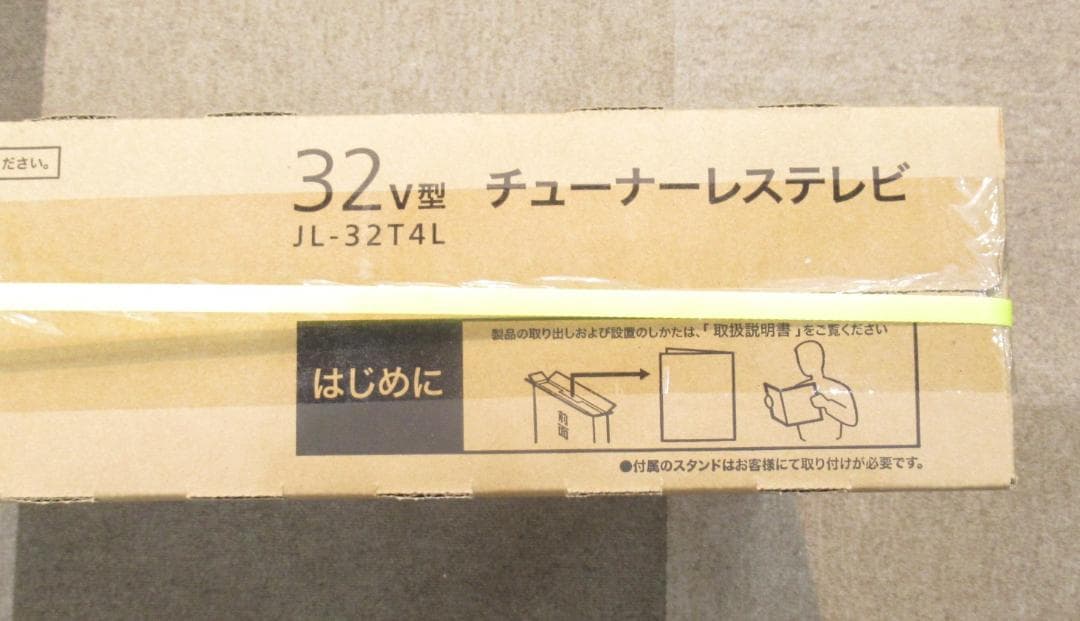 ださい。
32V型 チューナーレステレビ
JL-32T4L
製品の取り出しおよび設置のしかたは、「取扱説明書」をご覧ください
はじめに
前面
●付属のスタンドはお客様にて取り付けが必要です。